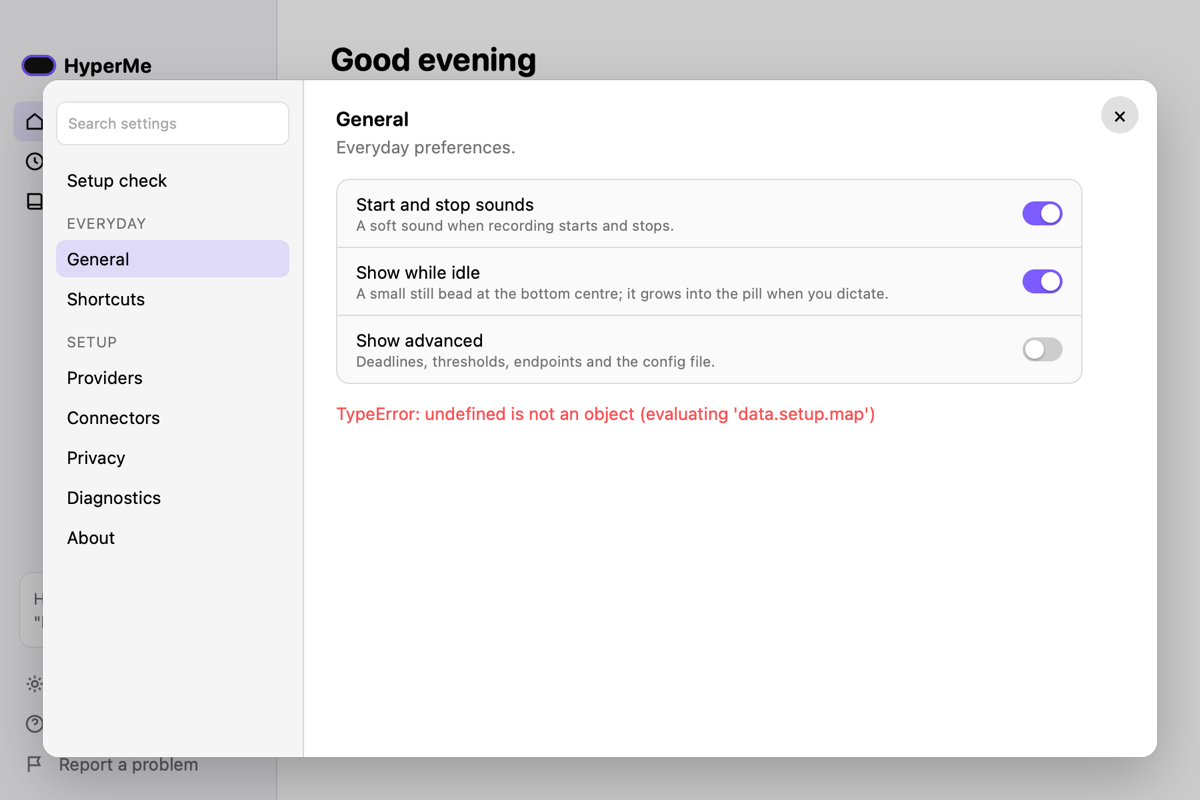 HyperMe
Good evening
Search settings
Setup check
EVERYDAY
General
Shortcuts
SETUP
Providers
Connectors
Privacy
Diagnostics
About
Report a problem
General
Everyday preferences.
Start and stop sounds
A soft sound when recording starts and stops.
Show while idle
A small still bead at the bottom centre; it grows into the pill when you dictate.
Show advanced
Deadlines, thresholds, endpoints and the config file.
TypeError: undefined is not an object (evaluating 'data.setup.map')